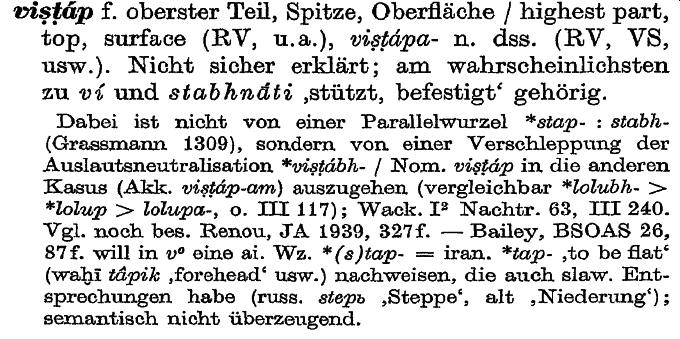 viṣṭáp f. oberster Teil, Spitze, Oberfläche / highest part,
top, surface (RV, u.a.), viṣṭápa- n. dss. (RV, VS,
usw.). Nicht sicher erklärt; am wahrscheinlichsten
zu ví und stabhnā́ti ‚stützt, befestigt‘ gehörig.
Dabei ist nicht von einer Parallelwurzel *stap- : stabh-
(Grassmann 1309), sondern von einer Verschleppung der
Auslautsneutralisation *viṣṭábh- / Nom. viṣṭáp in die anderen
Kasus (Akk. viṣṭáp-am) auszugehen (vergleichbar *lolubh- >
*lolup > lolupa-, o. III 117); Wack. I² Nachtr. 63, III 240.
Vgl. noch bes. Renou, JA 1939, 327f. — Bailey, BSOAS 26,
87f. will in v⁰ eine ai. Wz. *(s)tap- = iran. *tap- ‚to be flat‘
(waḫī tâpik ‚forehead‘ usw.) nachweisen, die auch slaw. Ent-
sprechungen habe (russ. stepь ‚Steppe‘, alt ‚Niederung‘);
semantisch nicht überzeugend.